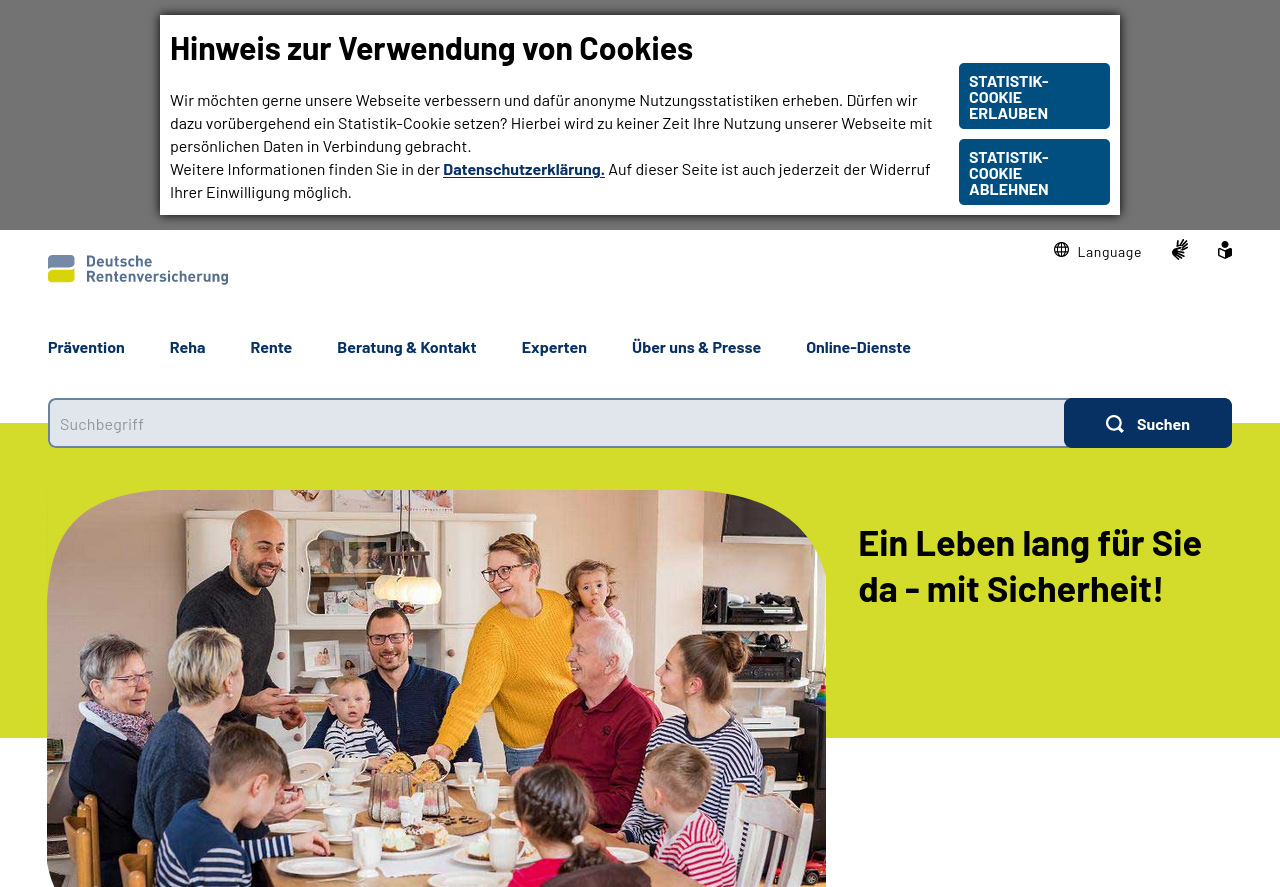 Hinweis zur Verwendung von Cookies
Wir möchten gerne unsere Webseite verbessern und dafür anonyme Nutzungsstatistiken erheben. Dürfen wir
dazu vorübergehend ein Statistik-Cookie setzen? Hierbei wird zu keiner Zeit Ihre Nutzung unserer Webseite mit
persönlichen Daten in Verbindung gebracht.
Weitere Informationen finden Sie in der Datenschutzerklärung. Auf dieser Seite ist auch jederzeit der Widerruf
Ihrer Einwilligung möglich.
STATISTIK-
COOKIE
ERLAUBEN
STATISTIK-
COOKIE
ABLEHNEN
Deutsche
Rentenversicherung
Language
Prävention Reha Rente Beratung & Kontakt Experten Über uns & Presse Online-Dienste
Suchbegriff
Suchen
Ein Leben lang für Sie
da - mit Sicherheit!